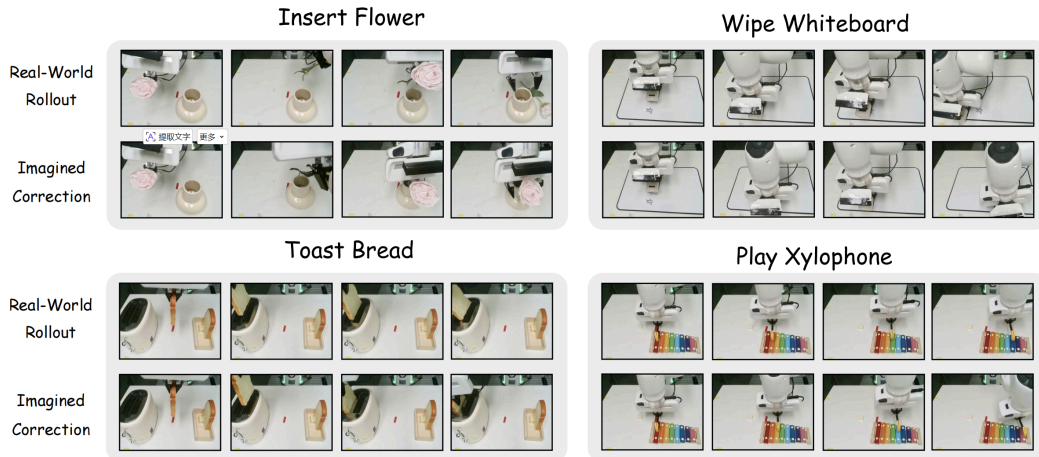 Insert Flower
Wipe Whiteboard
Real-World
Rollout
提取文字 更多
Imagined
Correction
Toast Bread
Play Xylophone
Real-World
Rollout
Imagined
Correction